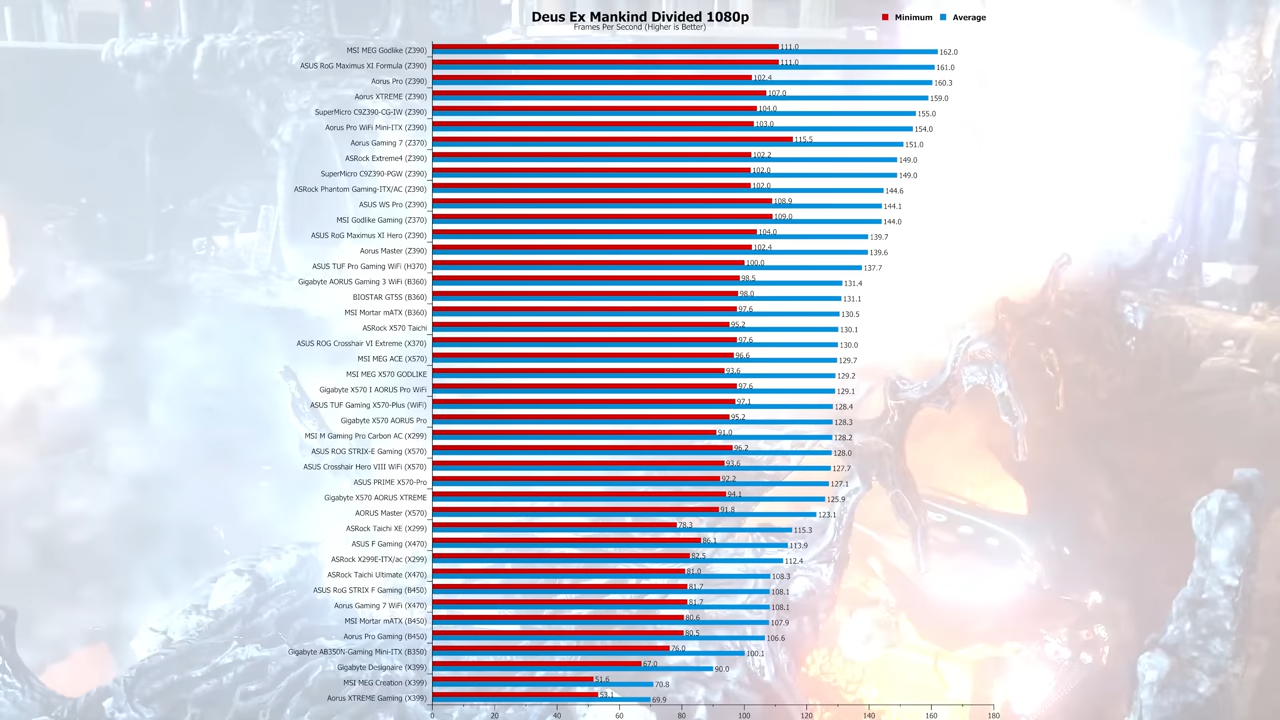 Deus Ex Mankind Divided 1080p
Frames Per Second (Higher is Better)
Minimum Average
MSI MEG Godlike (Z390) 111.0 162.0
ASUS RoG Maximus XI Formula (Z390) 111.0 161.0
Aorus Pro (Z390) 102.4 160.3
Aorus XTREME (Z390) 107.0 159.0
SuperMicro C9Z390-CG-IW (Z390) 104.0 155.0
Aorus Pro WiFi Mini-ITX (Z390) 103.0 154.0
Aorus Gaming 7 (Z370) 115.5 151.0
ASRock Extreme4 (Z390) 102.2 149.0
SuperMicro C9Z390-PGW (Z390) 102.0 149.0
ASRock Phantom Gaming-ITX/AC (Z390) 102.0 144.6
ASUS WS Pro (Z390) 108.9 144.1
MSI Godlike Gaming (Z370) 109.0 144.0
ASUS RoG Maximus XI Hero (Z390) 104.0 139.7
Aorus Master (Z390) 102.4 139.6
ASUS TUF Pro Gaming WiFi (H370) 100.0 137.7
Gigabyte AORUS Gaming 3 WiFi (B360) 98.5 131.4
BIOSTAR GT5S (B360) 98.0 131.1
MSI Mortar mATX (B360) 97.6 130.5
ASRock X570 Taichi 95.2 130.1
ASUS ROG Crosshair VI Extreme (X370) 97.6 130.0
MSI MEG ACE (X570) 96.6 129.7
MSI MEG X570 GODLIKE 93.6 129.2
Gigabyte X570 I AORUS Pro WiFi 97.6 129.1
ASUS TUF Gaming X570-Plus (WiFi) 97.1 128.4
Gigabyte X570 AORUS Pro 95.2 128.3
MSI M Gaming Pro Carbon AC (X299) 91.0 128.2
ASUS ROG STRIX-E Gaming (X570) 96.2 128.0
ASUS Crosshair Hero VIII WiFi (X570) 93.6 127.7
ASUS PRIME X570-Pro 92.2 127.1
Gigabyte X570 AORUS XTREME 94.1 125.9
AORUS Master (X570) 91.8 123.1
ASRock Taichi XE (X299) 78.3 115.3
ASUS F Gaming (X470) 86.1 113.9
ASRock X299E-ITX/ac (X299) 82.5 112.4
ASRock Taichi Ultimate (X470) 81.0 108.3
ASUS RoG STRIX F Gaming (B450) 81.7 108.1
Aorus Gaming 7 WiFi (X470) 81.7 108.1
MSI Mortar mATX (B450) 80.6 107.9
Aorus Pro Gaming (B450) 80.5 106.6
Gigabyte AB350N-Gaming Mini-ITX (B350) 76.0 100.1
Gigabyte Designaire (X399) 67.0 90.0
MSI MEG Creation (X399) 51.6 70.8
Aorus XTREME Gaming (X399) 53.1 69.9
0 20 40 60 80 100 120 140 160 180